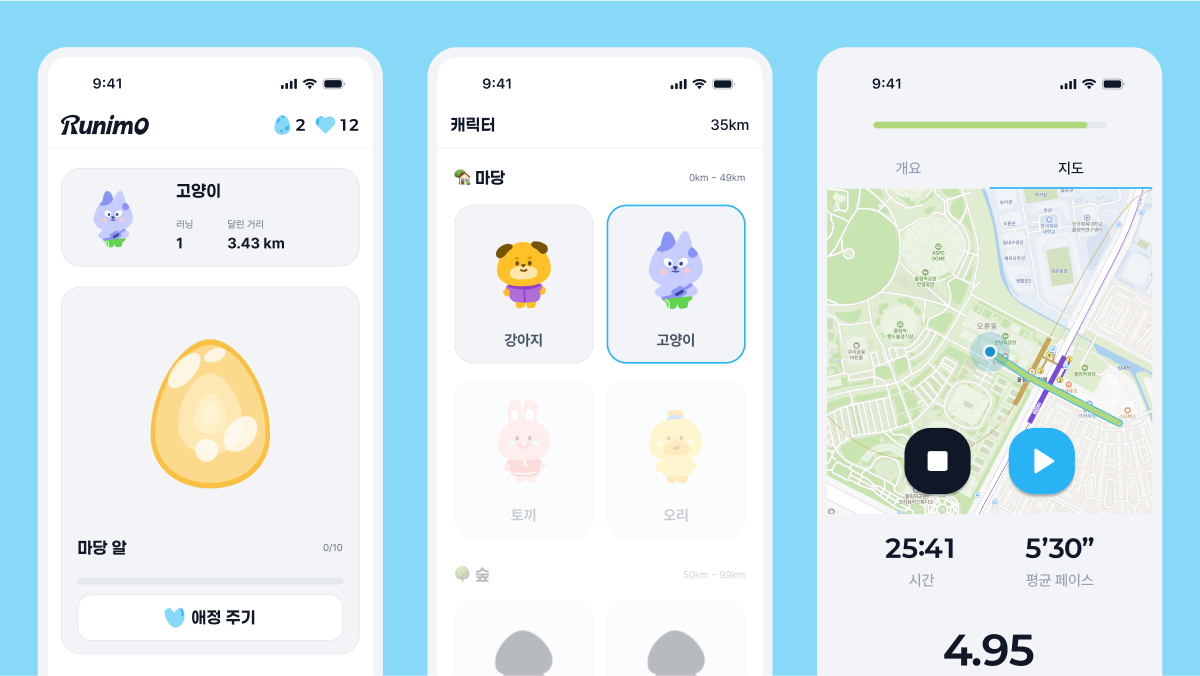 9:41
Runimo
2
12
고양이
러닝
달린 거리
1
3.43 km
마당 알
0/10
애정 주기
9:41
캐릭터
35km
마당
0km ~ 49km
강아지
고양이
토끼
오리
숲
50km ~ 99km
9:41
개요
지도
KSPO
DOME
오륜동
25:41
5’30”
시간
평균 페이스
4.95